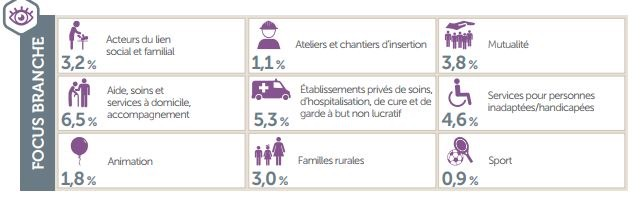 FOCUS BRANCHE
Acteurs du lien
social et familial
3,2 %
Ateliers et chantiers d'insertion
1,1 %
Mutualité
3,8 %
Aide, soins et
services à domicile,
accompagnement
6,5 %
Établissements privés de soins,
d'hospitalisation, de cure et de
garde à but non lucratif
5,3 %
Services pour personnes
inadaptées/handicapées
4,6 %
Animation
1,8 %
Familles rurales
3,0 %
Sport
0,9 %